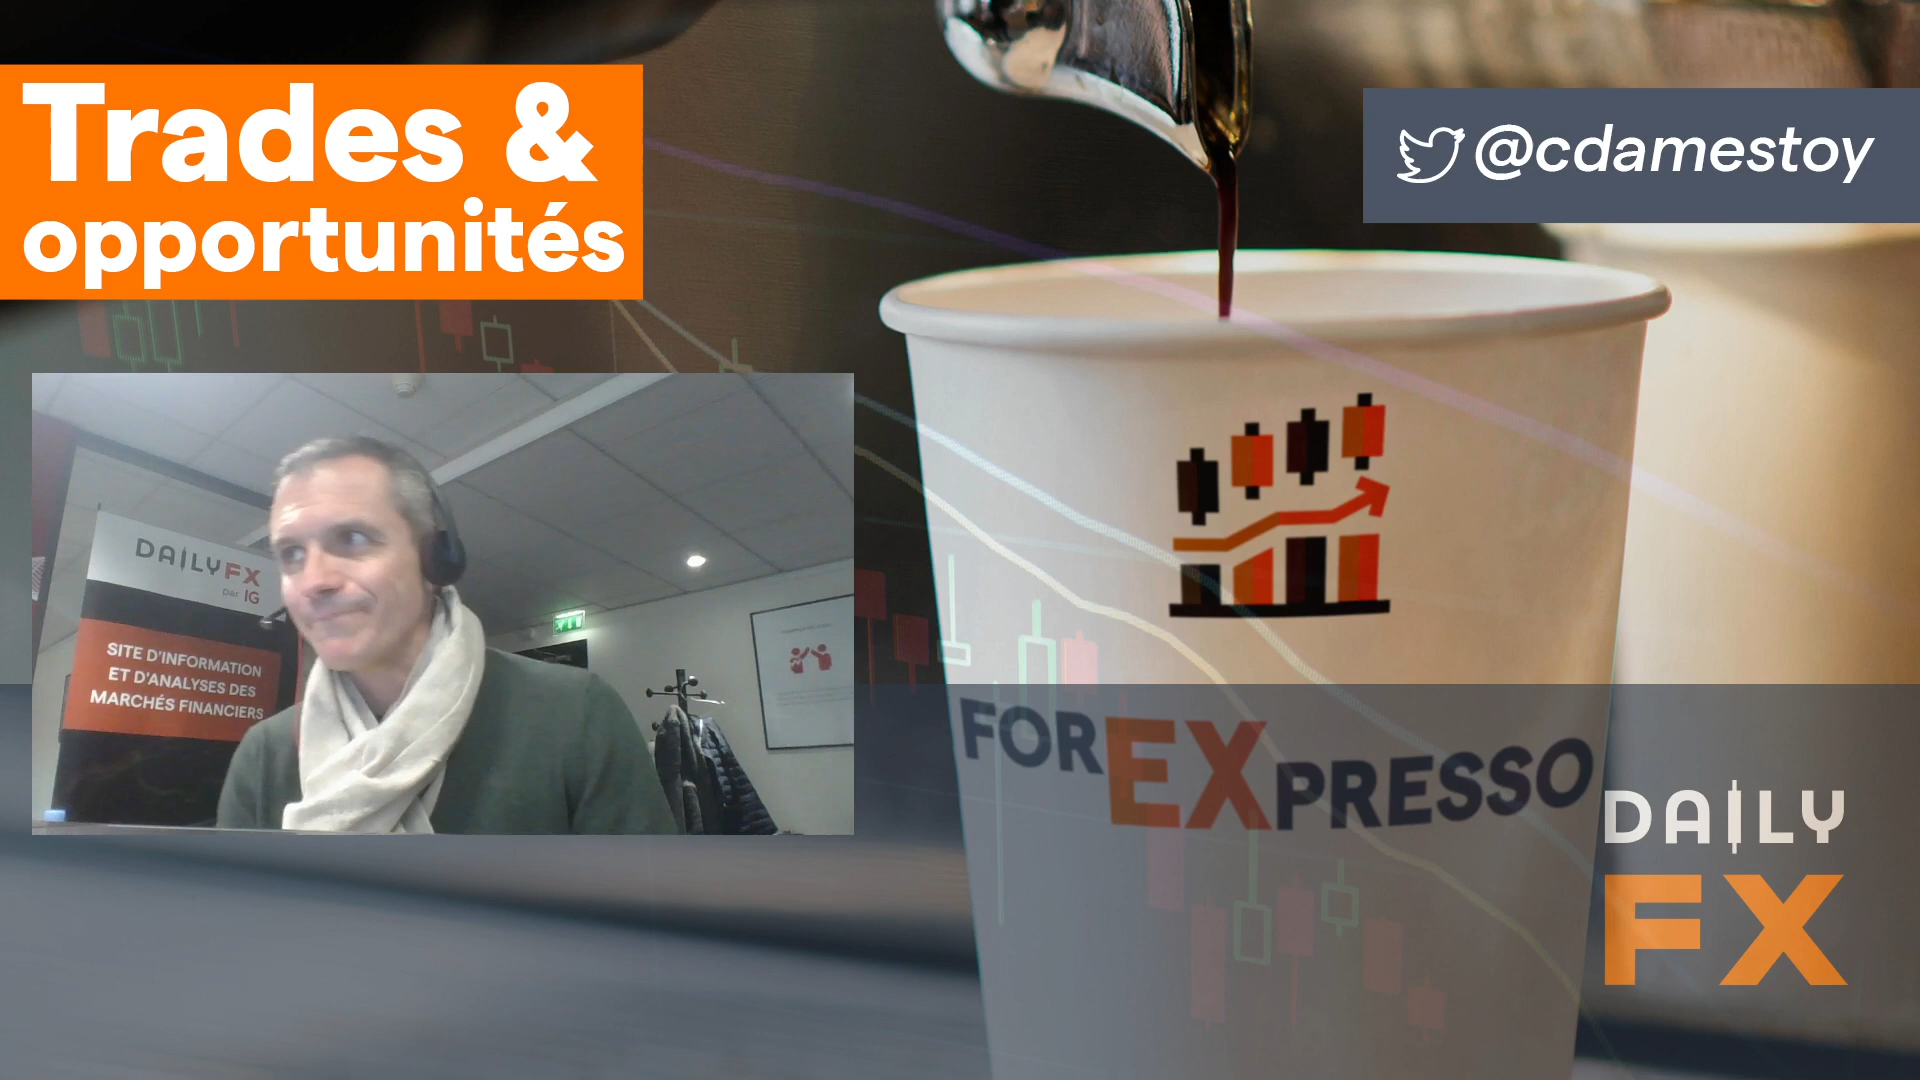 Trades &
opportunités
@cdamestoy
DAILYFX
par IG
SITE D'INFORMATION
ET D'ANALYSES DES
MARCHÉS FINANCIERS
FOREXPRESSO
DAILY
FX